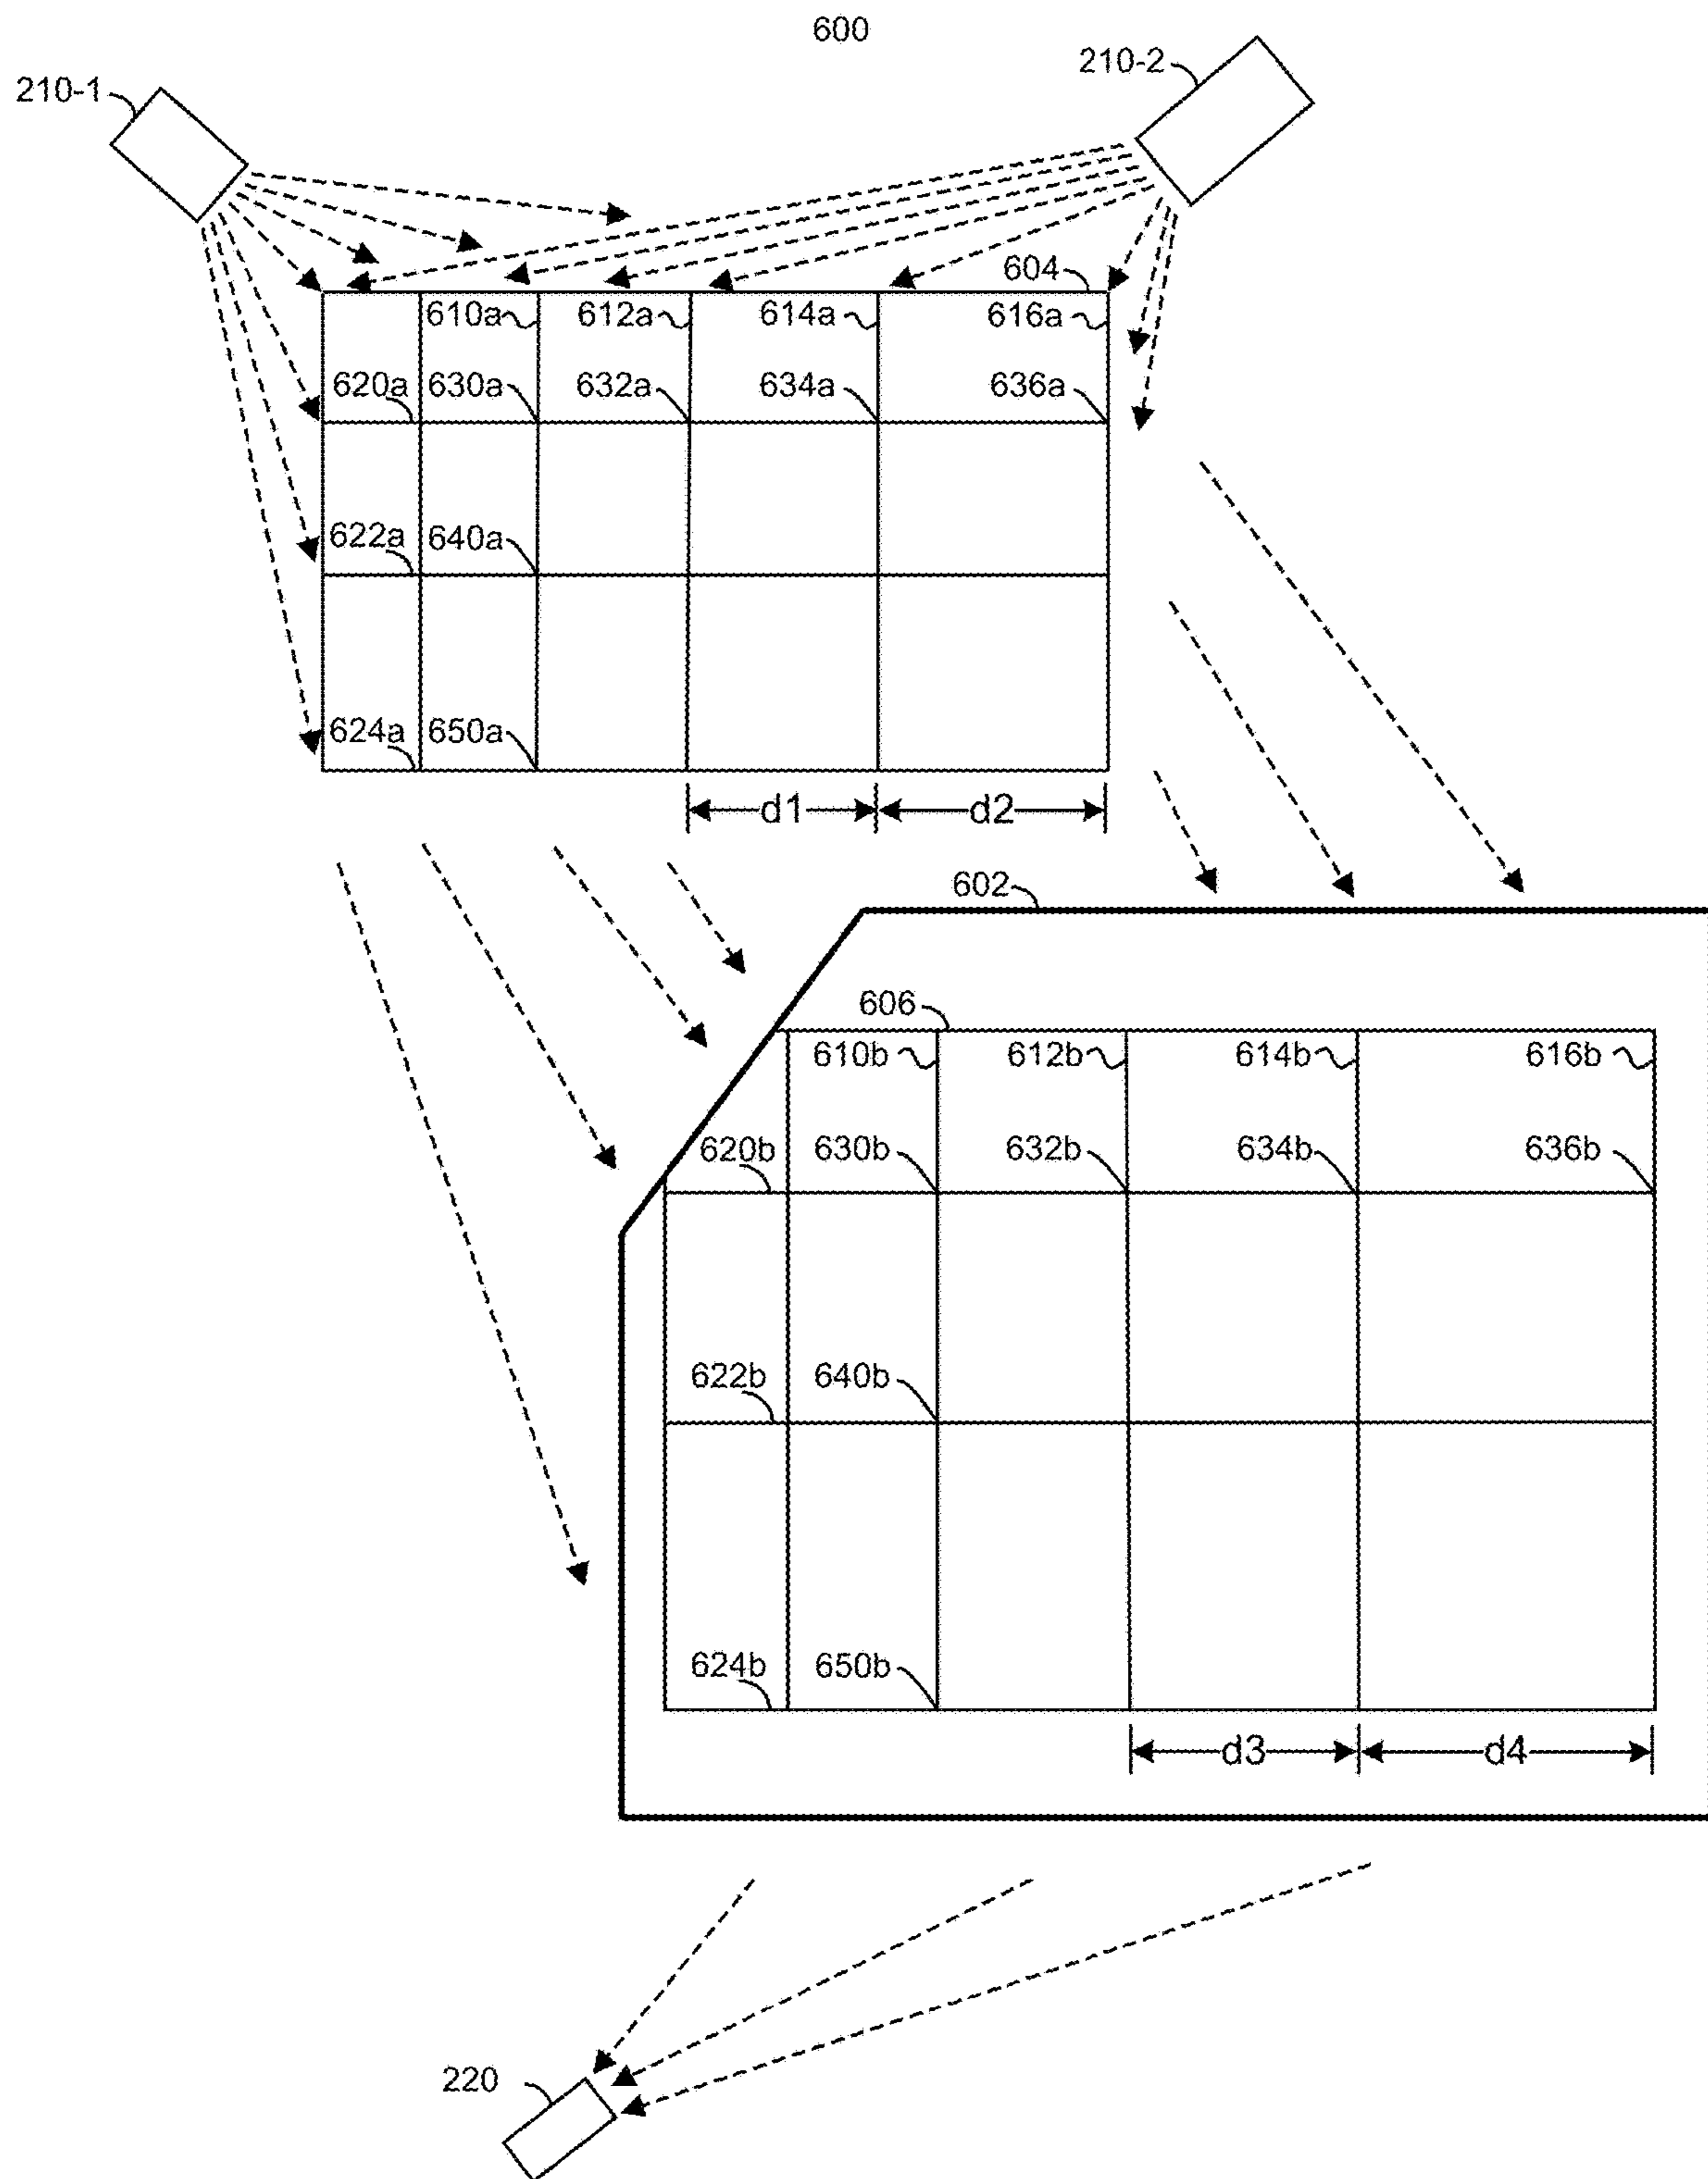 600
210-1
210-2
604
610a 612a 614a 616a
620a 630a 632a 634a 636a
622a 640a
624a 650a
d1 d2
602
606
610b 612b 614b 616b
620b 630b 632b 634b 636b
622b 640b
624b 650b
d3 d4
220